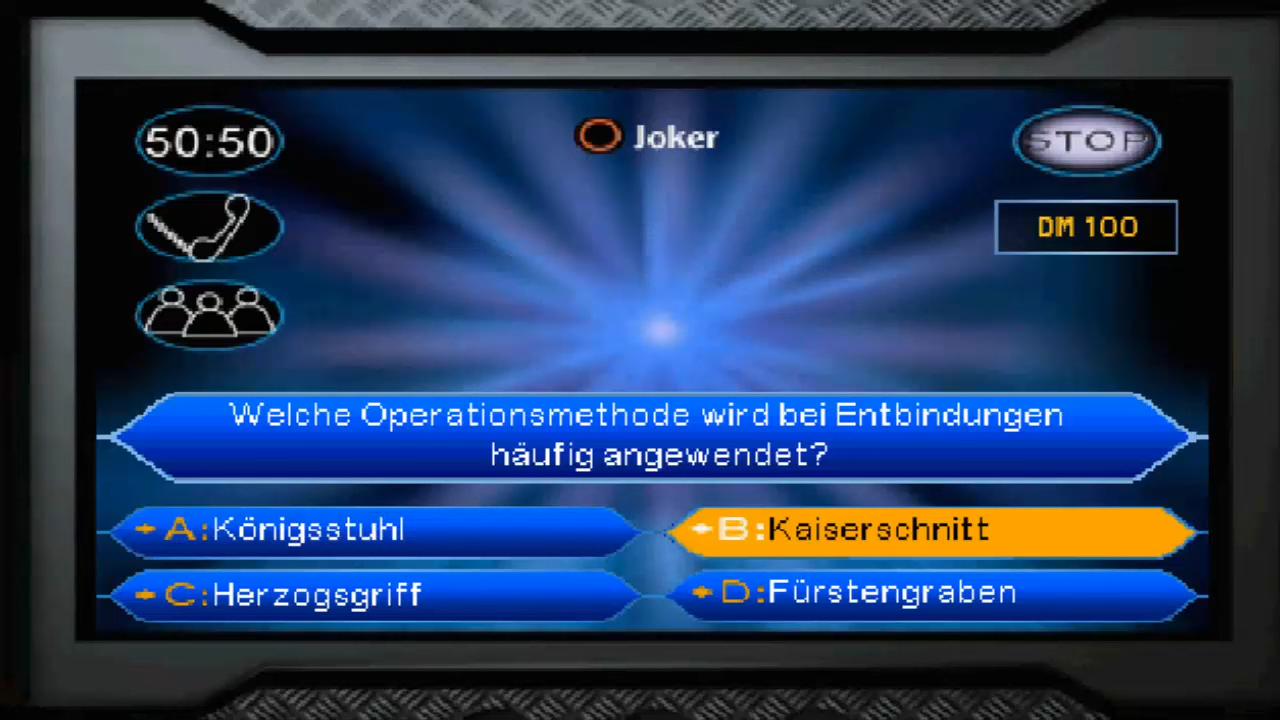 50:50
Joker
STOP
DM 100
Welche Operationsmethode wird bei Entbindungen
häufig angewendet?
A:Königsstuhl
B:Kaiserschnitt
C:Herzogsgriff
D:Fürstengraben